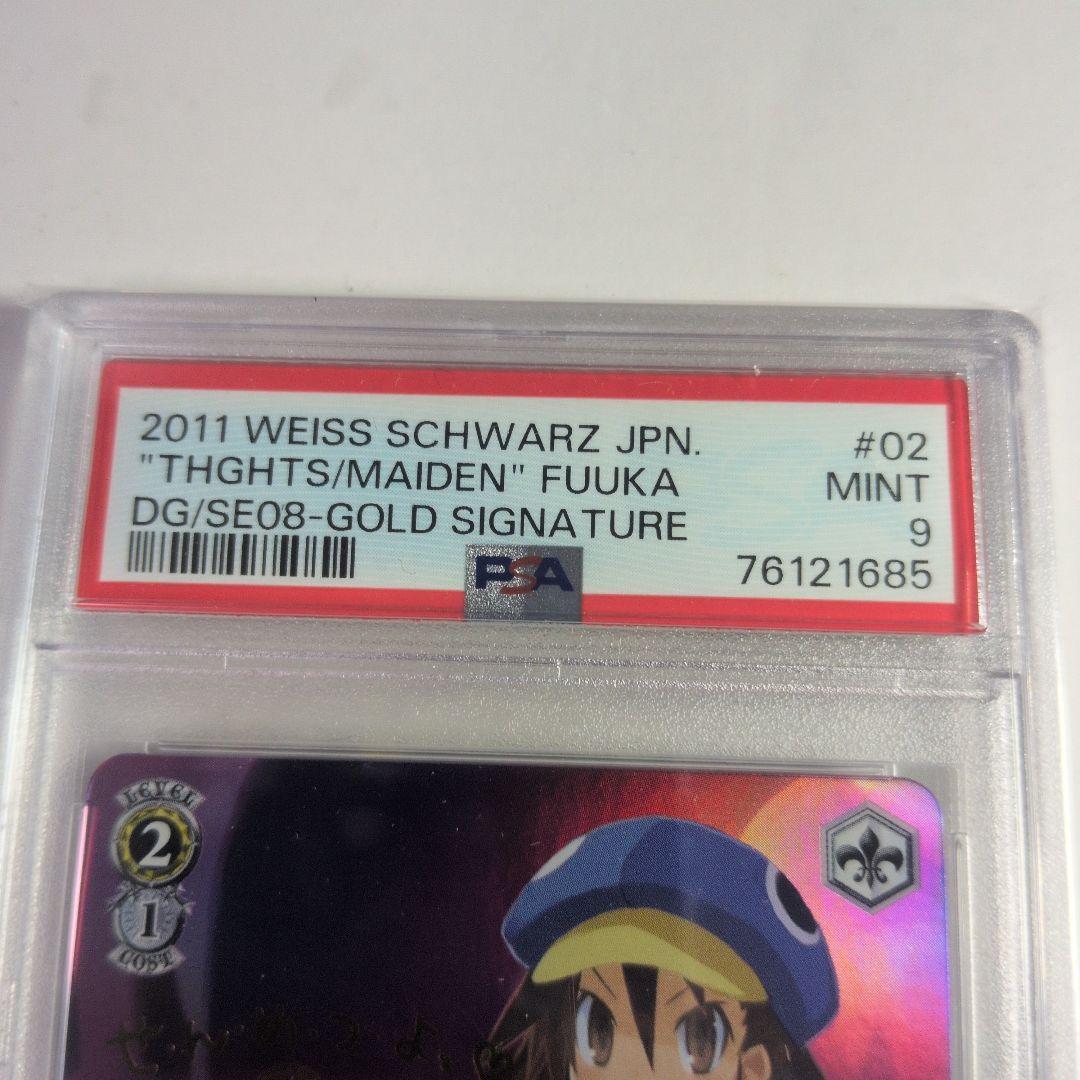 2011 WEISS SCHWARZ JPN. #02
"THGHTS/MAIDEN" FUUKA MINT
DG/SE08-GOLD SIGNATURE 9
76121685
PSA
LEVEL
2
1
COST